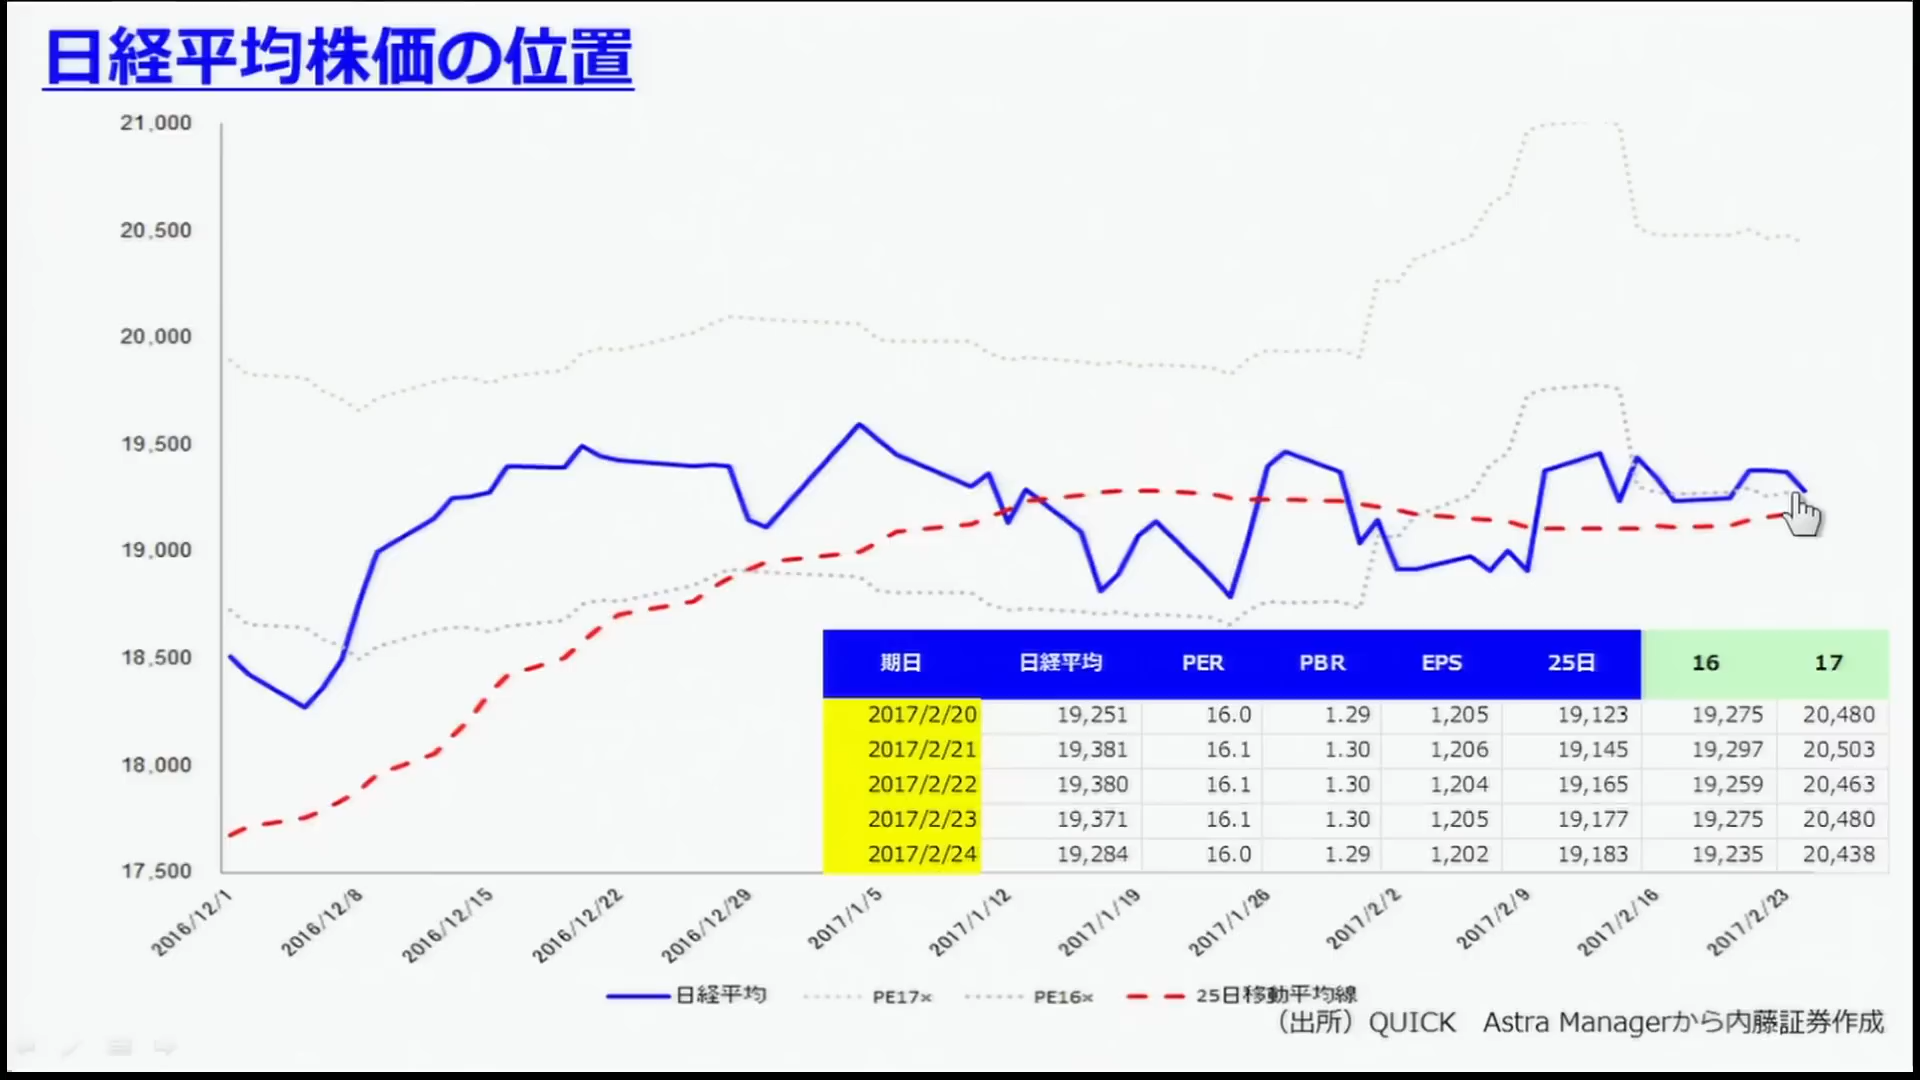 日経平均株価の位置
21,000
20,500
20,000
19,500
19,000
18,500
18,000
17,500
期日 日経平均 PER PBR EPS 25日 16 17
2017/2/20 19,251 16.0 1.29 1,205 19,123 19,275 20,480
2017/2/21 19,381 16.1 1.30 1,206 19,145 19,297 20,503
2017/2/22 19,380 16.1 1.30 1,204 19,165 19,259 20,463
2017/2/23 19,371 16.1 1.30 1,205 19,177 19,275 20,480
2017/2/24 19,284 16.0 1.29 1,202 19,183 19,235 20,438
2016/12/1 2016/12/8 2016/12/15 2016/12/22 2016/12/29 2017/1/5 2017/1/12 2017/1/19 2017/1/26 2017/2/2 2017/2/9 2017/2/16 2017/2/23
日経平均 PE17× PE16× 25日移動平均線
（出所）QUICK　Astra Managerから内藤証券作成